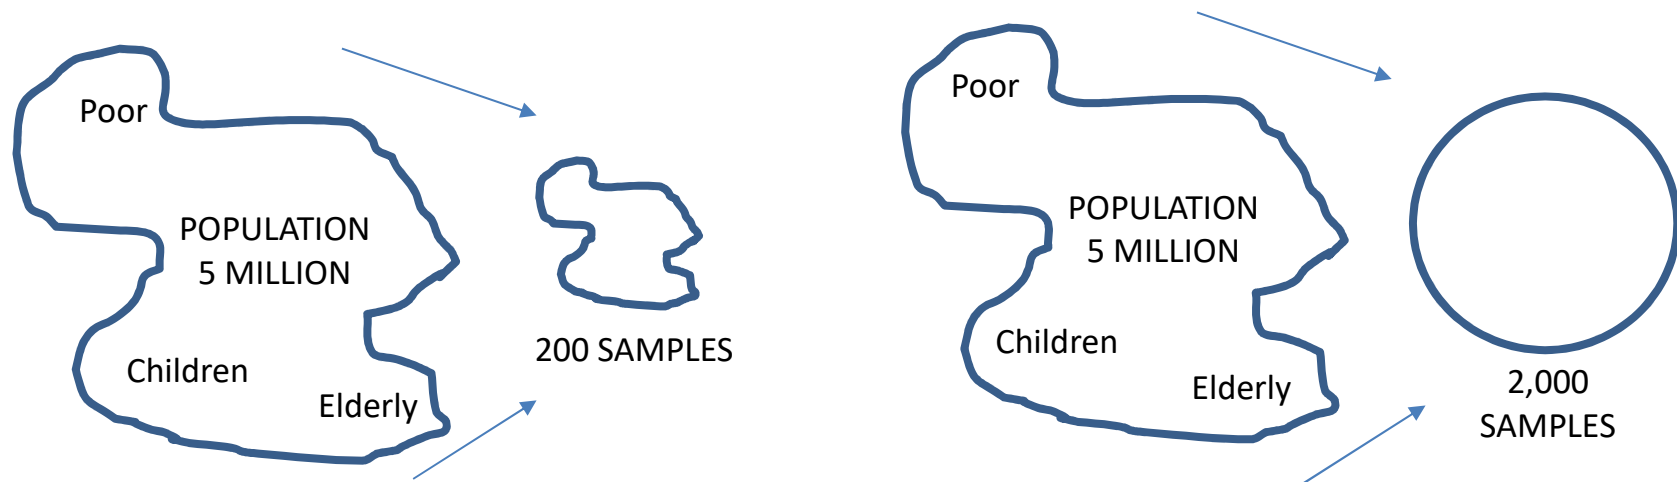 Poor
POPULATION
5 MILLION
Children
Elderly
200 SAMPLES
Poor
POPULATION
5 MILLION
Children
Elderly
2,000
SAMPLES